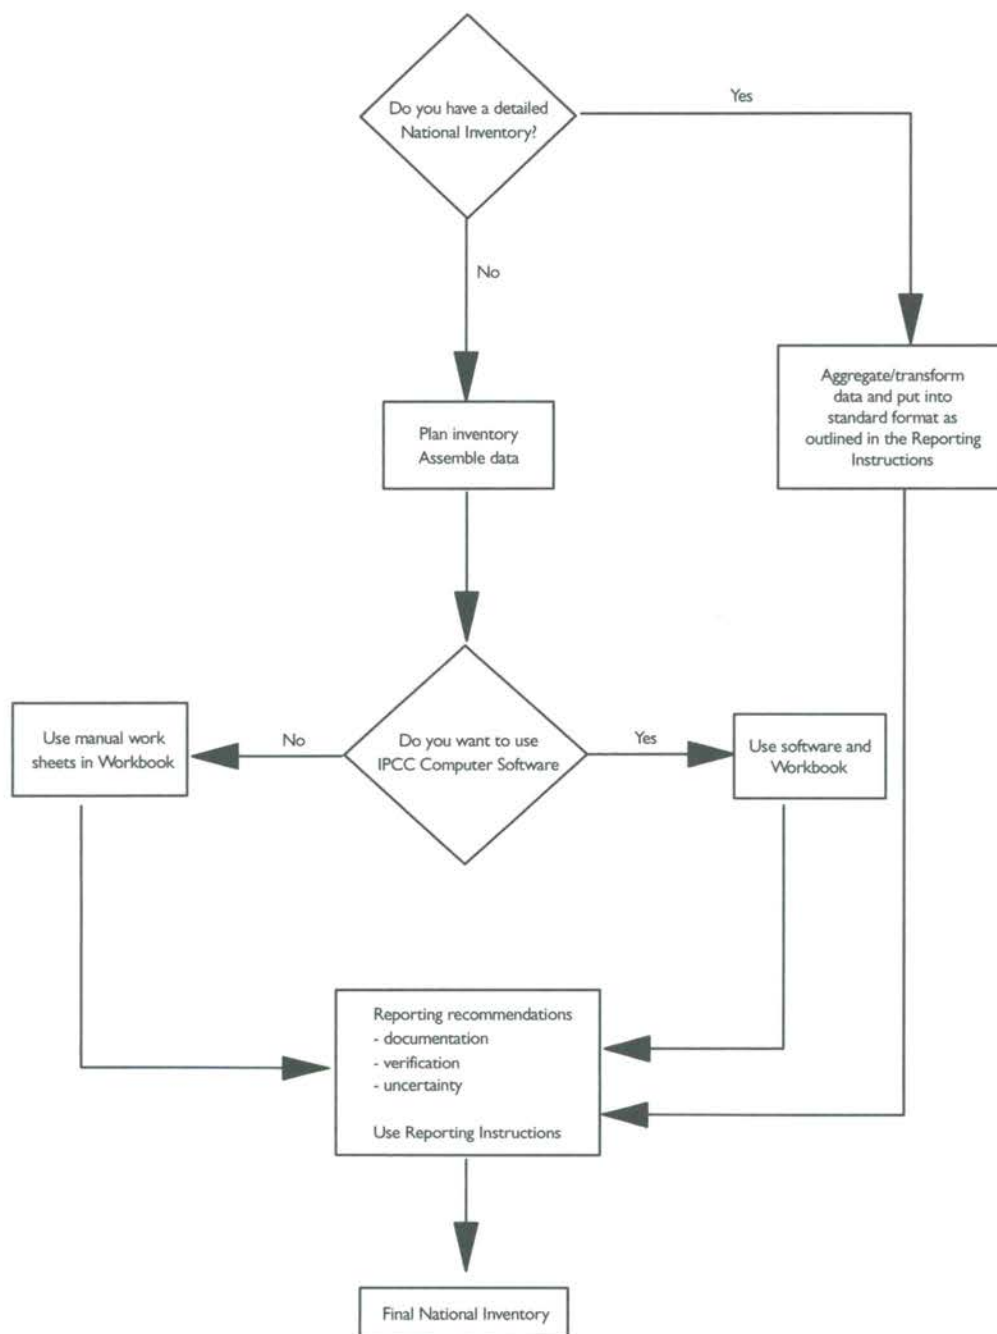 Do you have a detailed
National Inventory?
Yes
No
Aggregate/transform
data and put into
standard format as
outlined in the Reporting
Instructions
Plan inventory
Assemble data
Use manual work
sheets in Workbook
No
Do you want to use
IPCC Computer Software
Yes
Use software and
Workbook
Reporting recommendations
- documentation
- verification
- uncertainty
Use Reporting Instructions
Final National Inventory